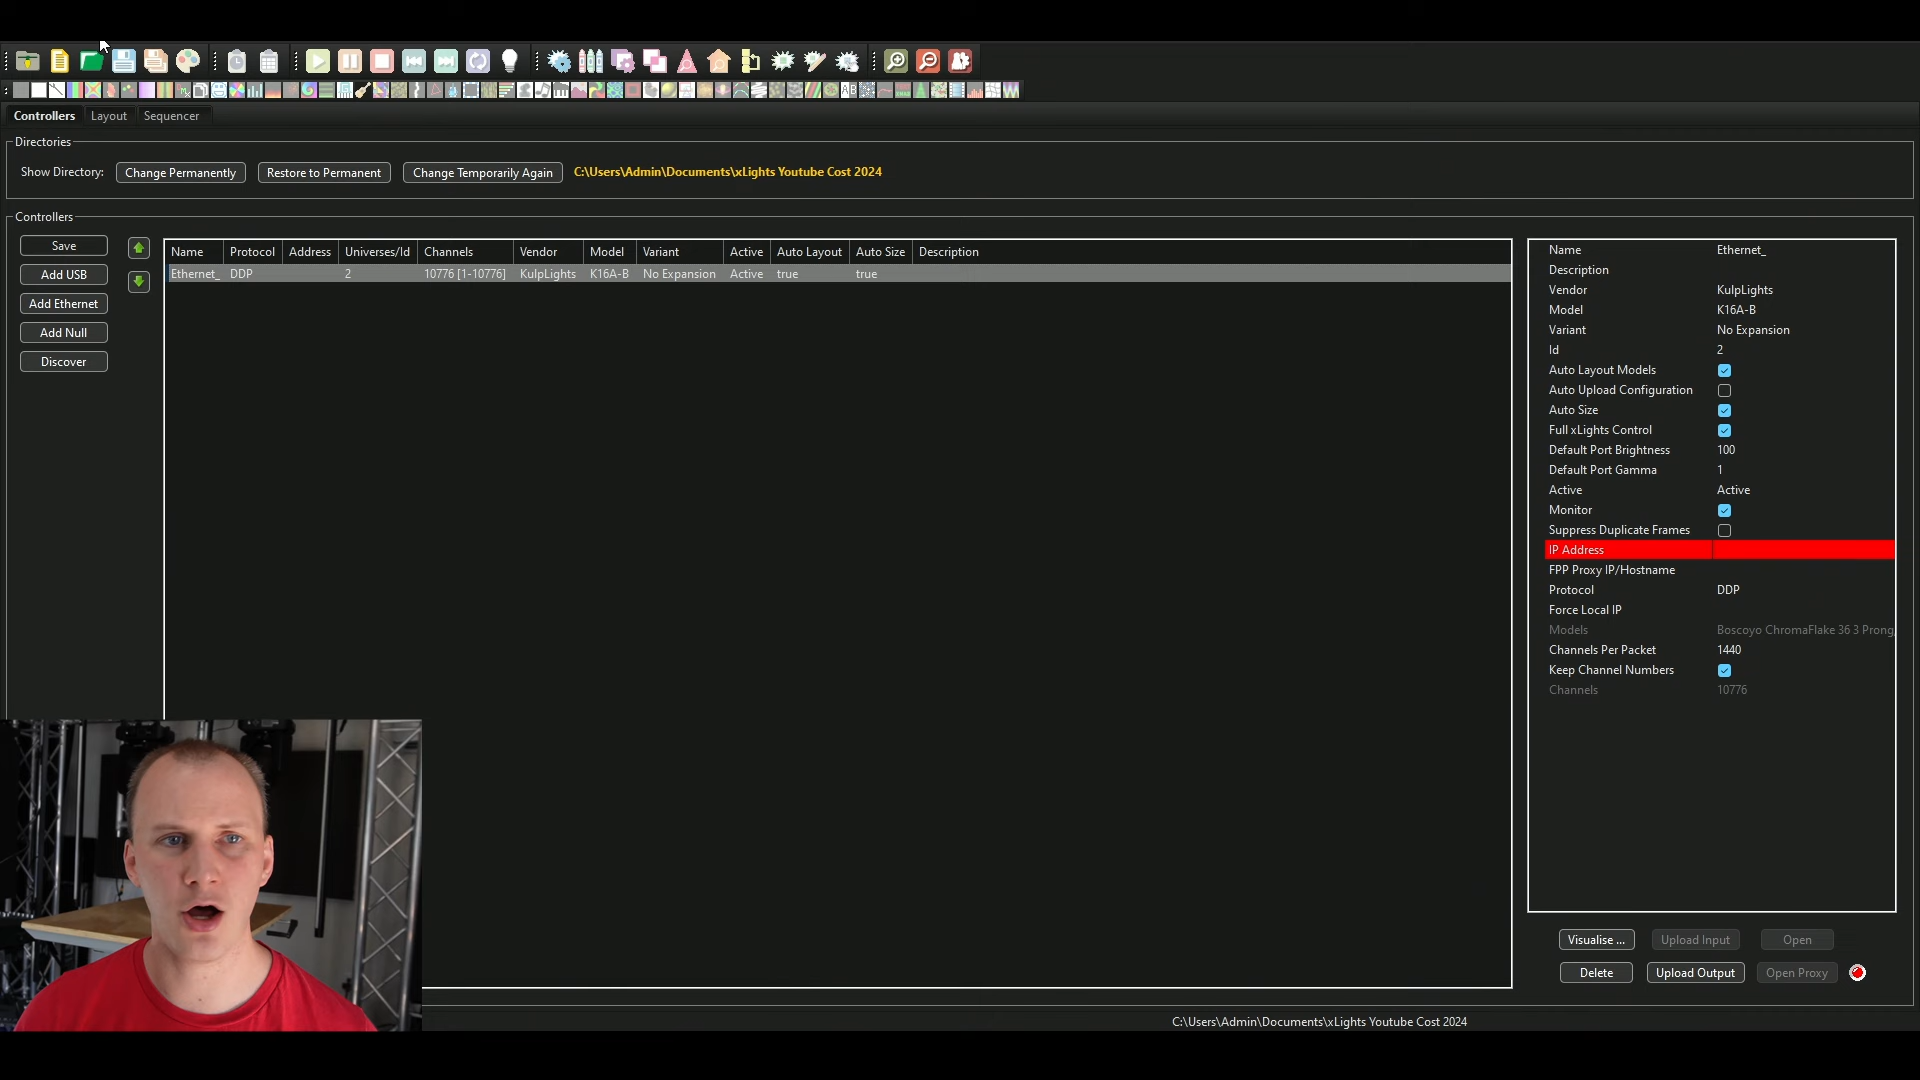 Controllers Layout Sequencer
Directories
Show Directory: Change Permanently Restore to Permanent Change Temporarily Again C:\Users\Admin\Documents\xLights Youtube Cost 2024
Controllers
Save
Add USB
Add Ethernet
Add Null
Discover
Name Protocol Address Universes/Id Channels Vendor Model Variant Active Auto Layout Auto Size Description
Ethernet_ DDP 2 10776 [1-10776] KulpLights K16A-B No Expansion Active true true
Name Ethernet_
Description
Vendor KulpLights
Model K16A-B
Variant No Expansion
Id 2
Auto Layout Models
Auto Upload Configuration
Auto Size
Full xLights Control
Default Port Brightness 100
Default Port Gamma 1
Active Active
Monitor
Suppress Duplicate Frames
IP Address
FPP Proxy IP/Hostname
Protocol DDP
Force Local IP
Models Boscoyo ChromaFlake 36 3 Prong,
Channels Per Packet 1440
Keep Channel Numbers
Channels 10776
Visualise ... Upload Input Open
Delete Upload Output Open Proxy
C:\Users\Admin\Documents\xLights Youtube Cost 2024